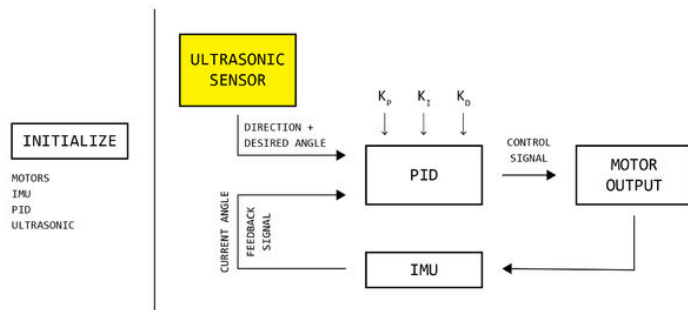 INITIALIZE
MOTORS
IMU
PID
ULTRASONIC
ULTRASONIC
SENSOR
DIRECTION +
DESIRED ANGLE
K_P K_I K_D
PID
CONTROL
SIGNAL
MOTOR
OUTPUT
CURRENT ANGLE
FEEDBACK
SIGNAL
IMU